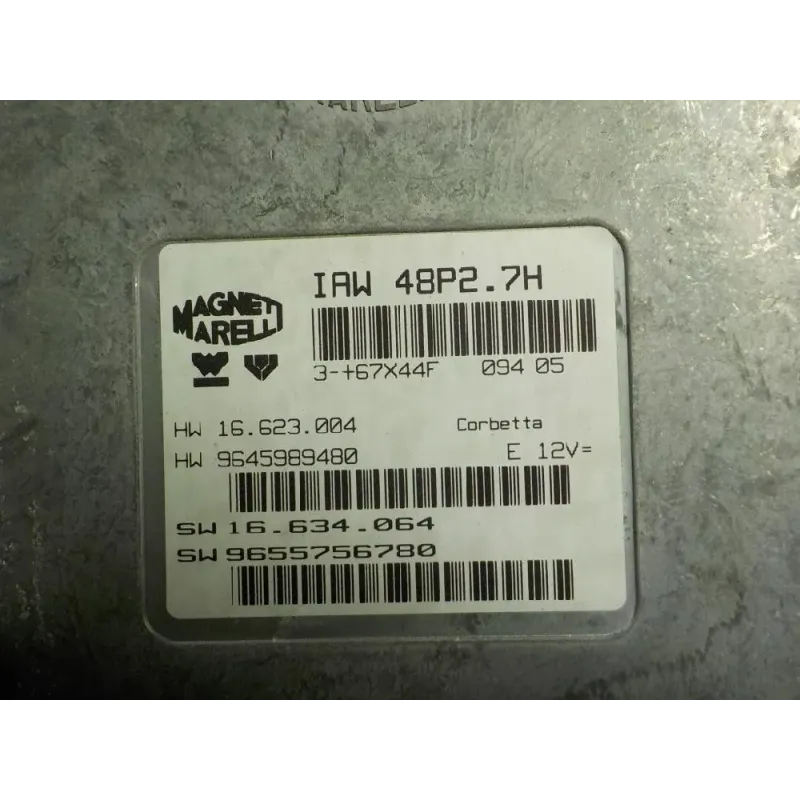 IAW 48P2.7H
MAGNETI
MARELLI
3-+67X44F 094 05
HW 16.623.004 Corbetta
HW 9645989480 E 12V=
SW 16.634.064
SW 9655756780